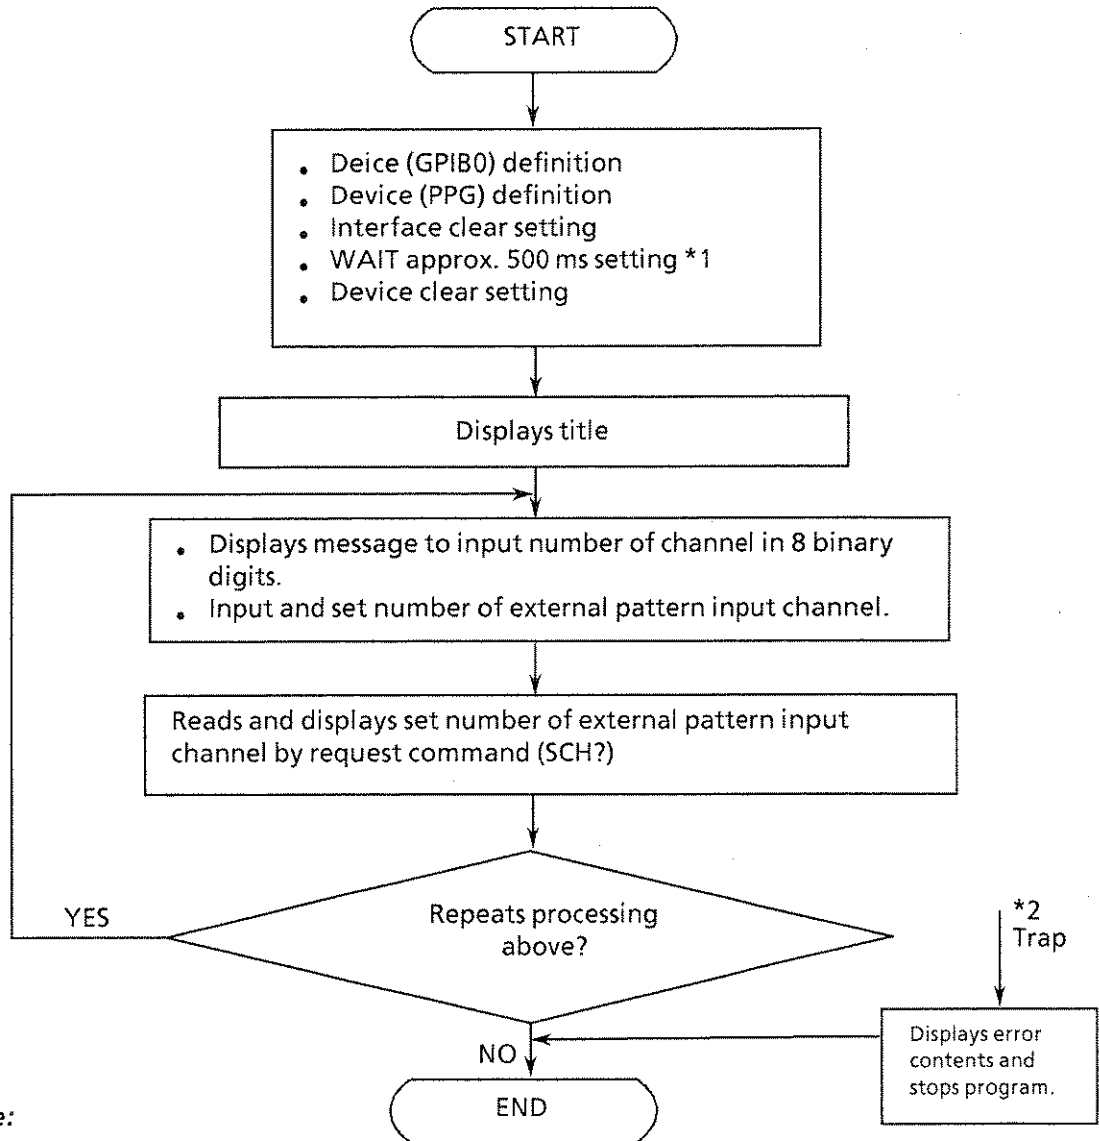 START
• Deice (GPIB0) definition
• Device (PPG) definition
• Interface clear setting
• WAIT approx. 500 ms setting *1
• Device clear setting
Displays title
• Displays message to input number of channel in 8 binary
digits.
• Input and set number of external pattern input channel.
Reads and displays set number of external pattern input
channel by request command (SCH?)
YES
Repeats processing
above?
*2
Trap
Displays error
contents and
stops program.
NO
END
e: